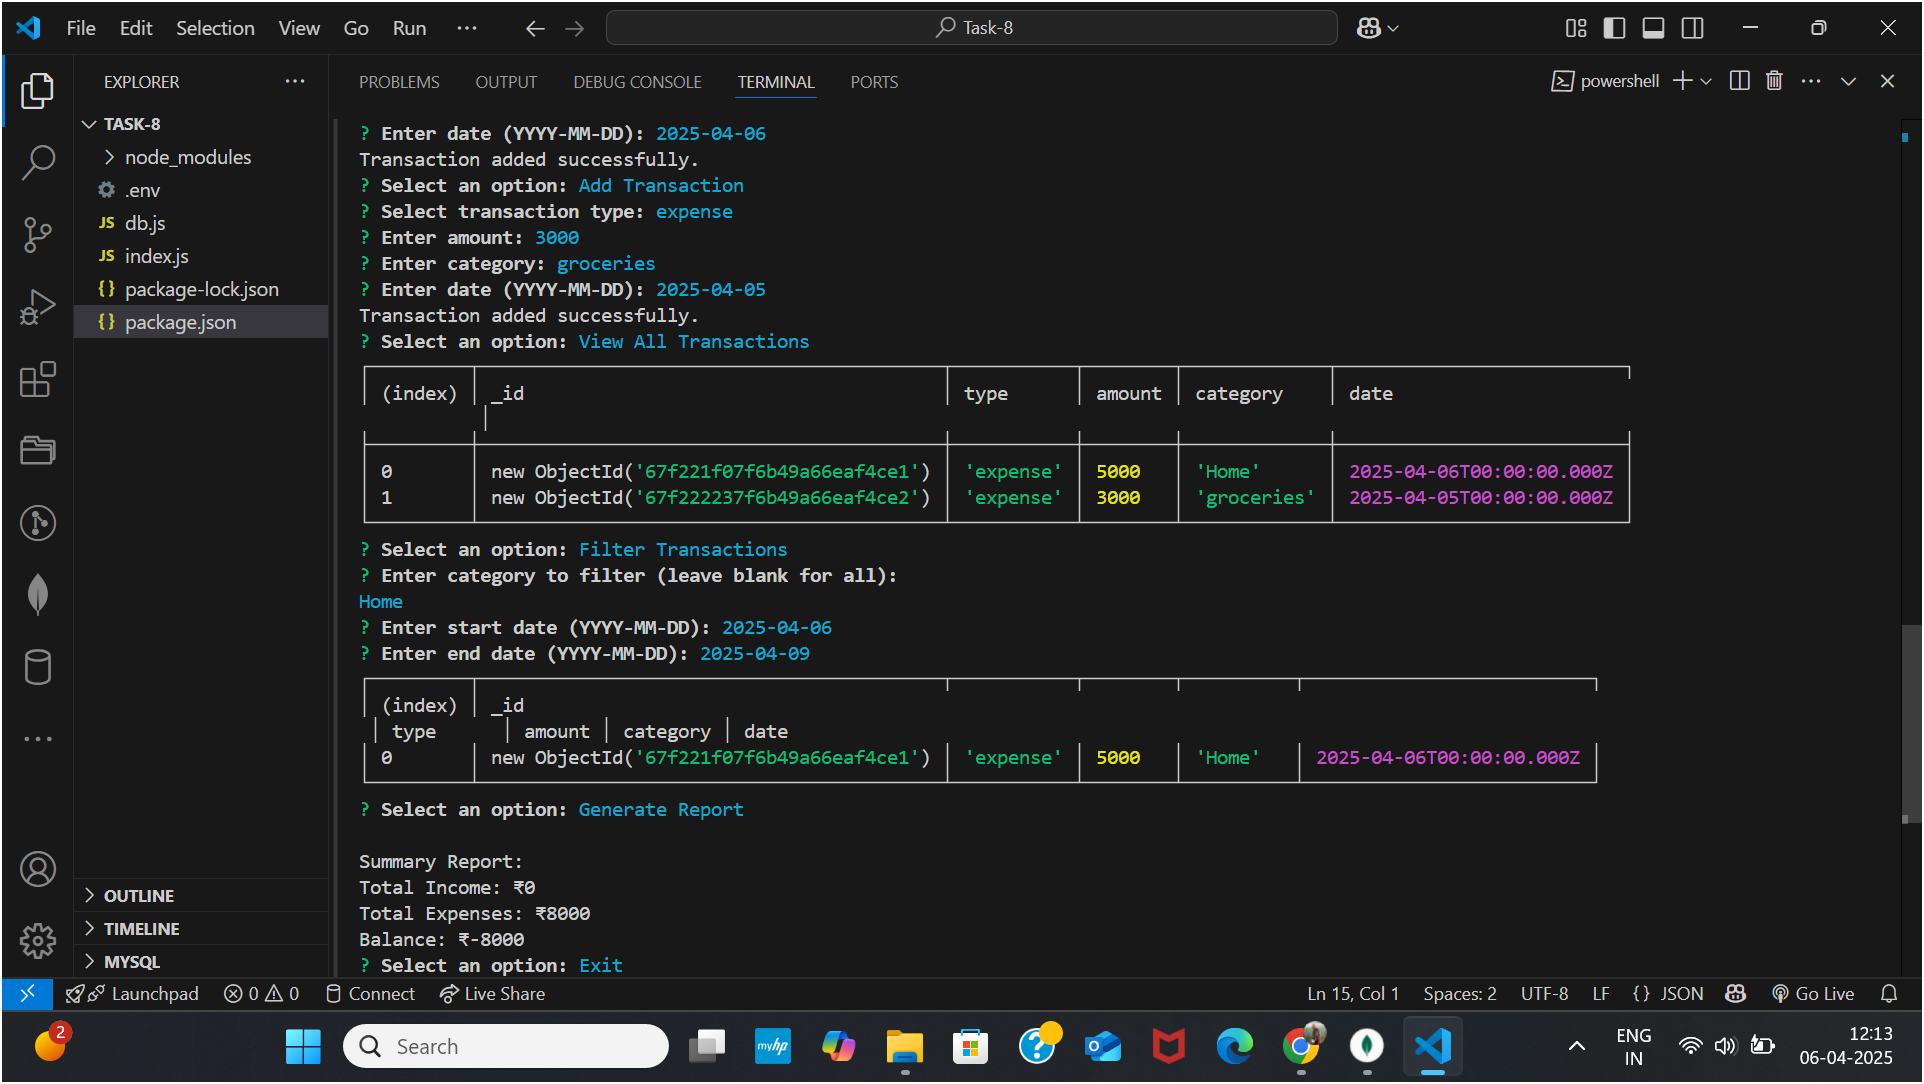 File Edit Selection View Go Run ··· Task-8
EXPLORER ···
TASK-8
node_modules
.env
JS db.js
JS index.js
{} package-lock.json
{} package.json
OUTLINE
TIMELINE
MYSQL
PROBLEMS OUTPUT DEBUG CONSOLE TERMINAL PORTS powershell
? Enter date (YYYY-MM-DD): 2025-04-06
Transaction added successfully.
? Select an option: Add Transaction
? Select transaction type: expense
? Enter amount: 3000
? Enter category: groceries
? Enter date (YYYY-MM-DD): 2025-04-05
Transaction added successfully.
? Select an option: View All Transactions
(index) _id type amount category date
0 new ObjectId('67f221f07f6b49a66eaf4ce1') 'expense' 5000 'Home' 2025-04-06T00:00:00.000Z
1 new ObjectId('67f222237f6b49a66eaf4ce2') 'expense' 3000 'groceries' 2025-04-05T00:00:00.000Z
? Select an option: Filter Transactions
? Enter category to filter (leave blank for all):
Home
? Enter start date (YYYY-MM-DD): 2025-04-06
? Enter end date (YYYY-MM-DD): 2025-04-09
(index) _id
type amount category date
0 new ObjectId('67f221f07f6b49a66eaf4ce1') 'expense' 5000 'Home' 2025-04-06T00:00:00.000Z
? Select an option: Generate Report
Summary Report:
Total Income: ₹0
Total Expenses: ₹8000
Balance: ₹-8000
? Select an option: Exit
Launchpad 0 0 Connect Live Share Ln 15, Col 1 Spaces: 2 UTF-8 LF {} JSON Go Live
2 Search myhp ENG 12:13
IN 06-04-2025